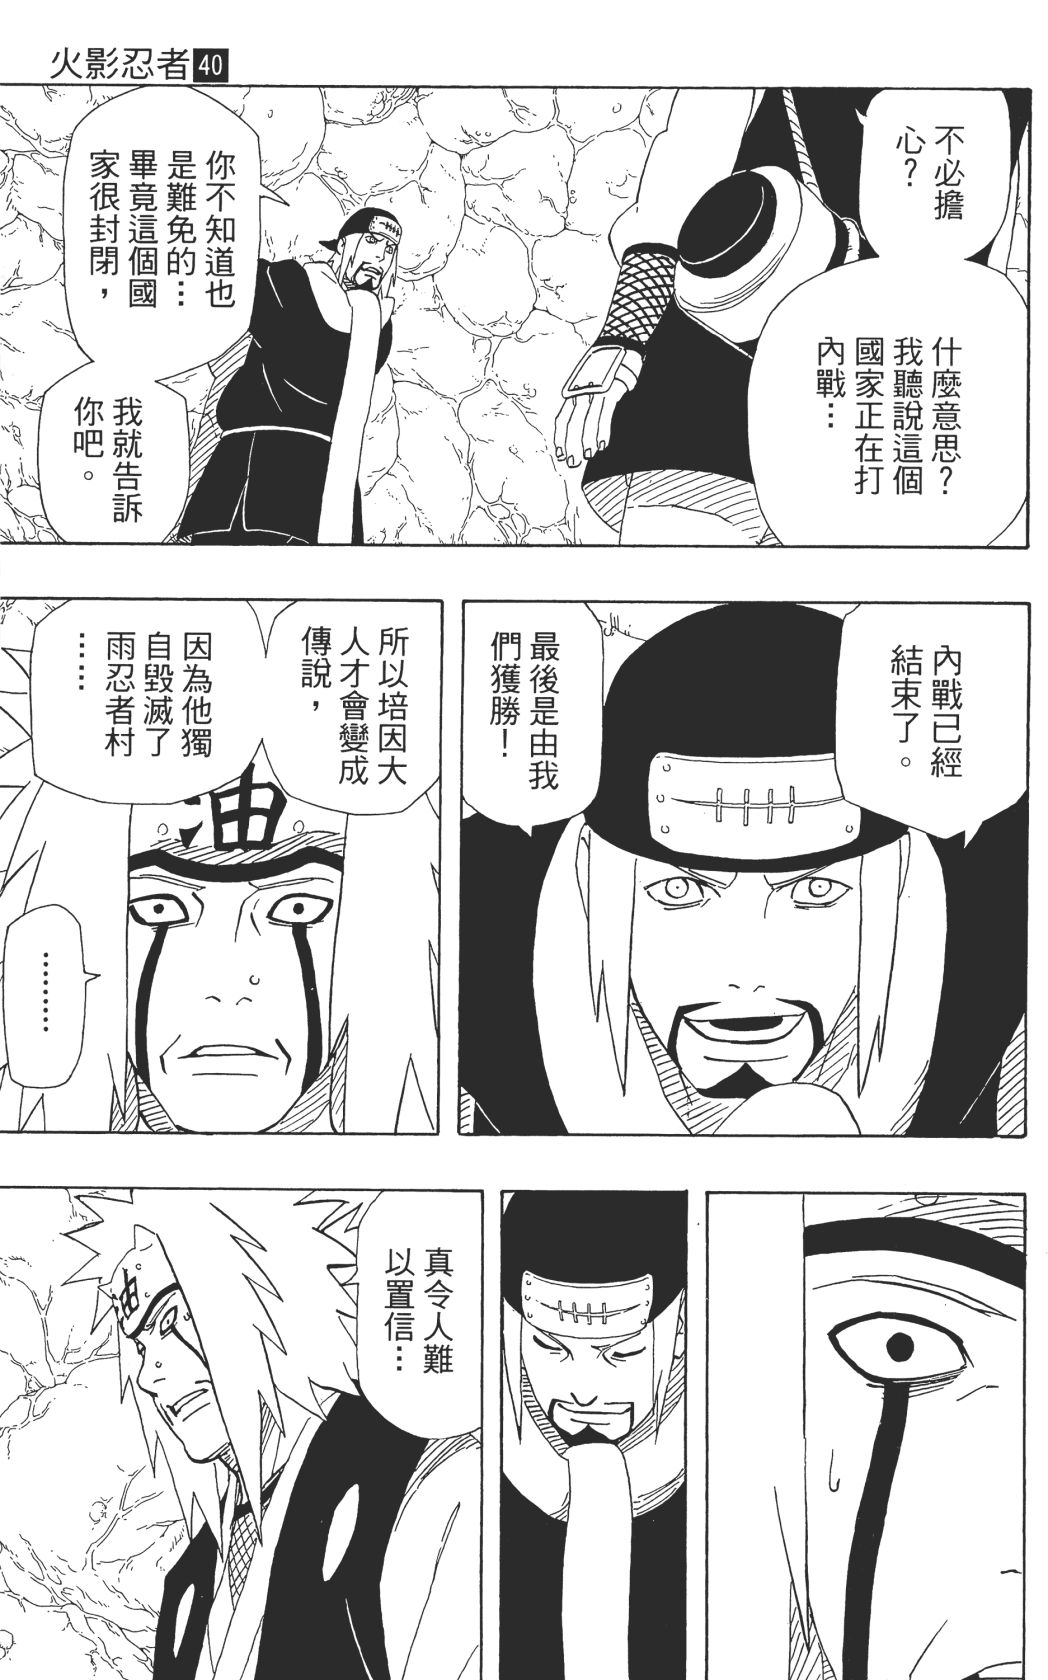 火影忍者40
不必擔
心？
什麼意思？
我聽說這個
國家正在打
內戰…
你不知道也
是難免的…
畢竟這個國
家很封閉，
我就告訴
你吧。
內戰已經
結束了。
最後是由我
們獲勝！
所以培因大
人才會變成
傳說，
因為他獨
自毀滅了
雨忍者村
……
油
………
真令人難
以置信…
油